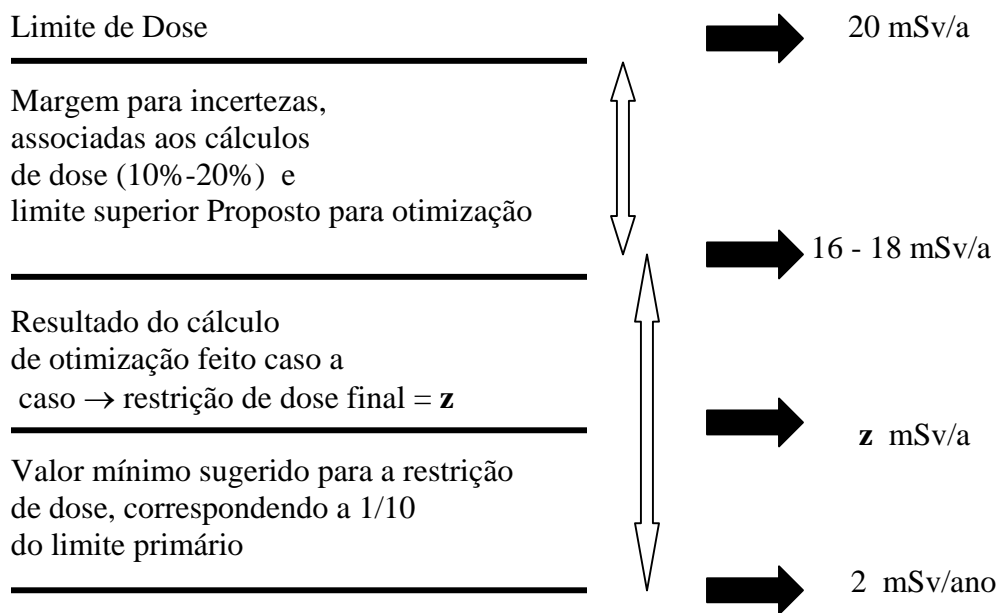 Limite de Dose
20 mSv/a
Margem para incertezas,
associadas aos cálculos
de dose (10%-20%) e
limite superior Proposto para otimização
16 - 18 mSv/a
Resultado do cálculo
de otimização feito caso a
caso → restrição de dose final = z
z mSv/a
Valor mínimo sugerido para a restrição
de dose, correspondendo a 1/10
do limite primário
2 mSv/ano